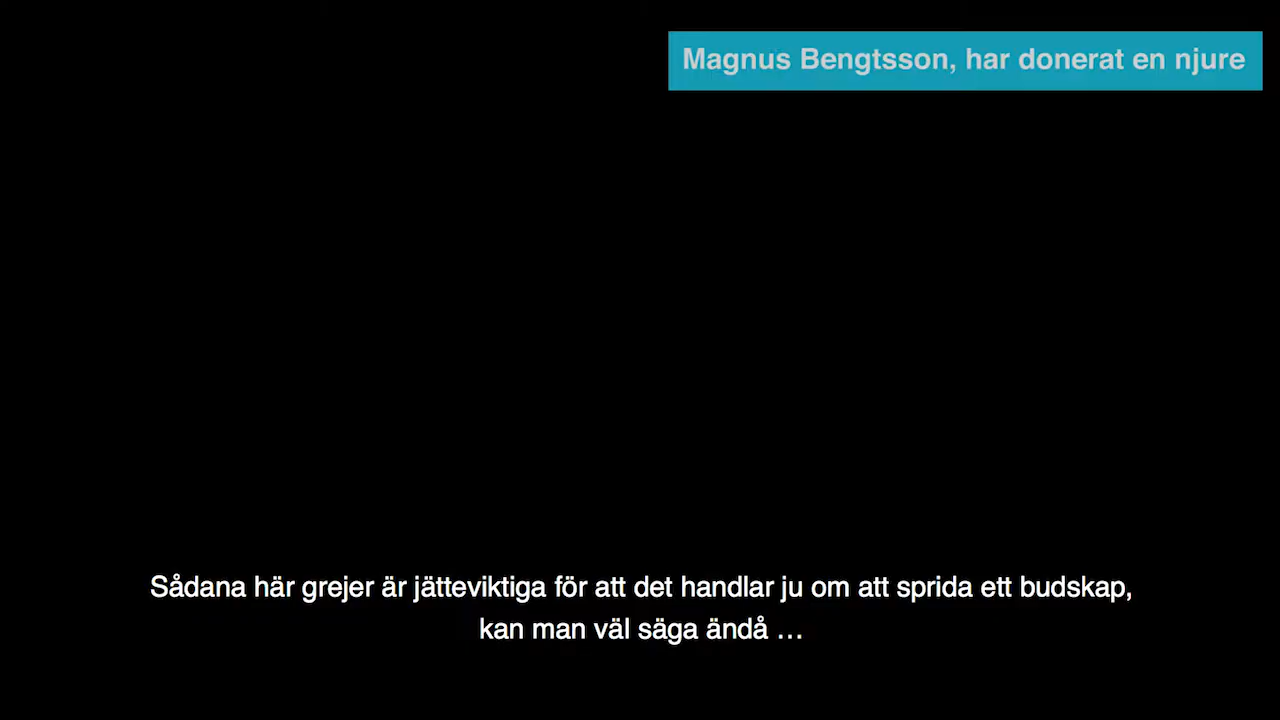 Magnus Bengtsson, har donerat en njure
Sådana här grejer är jätteviktiga för att det handlar ju om att sprida ett budskap,
kan man väl säga ändå …